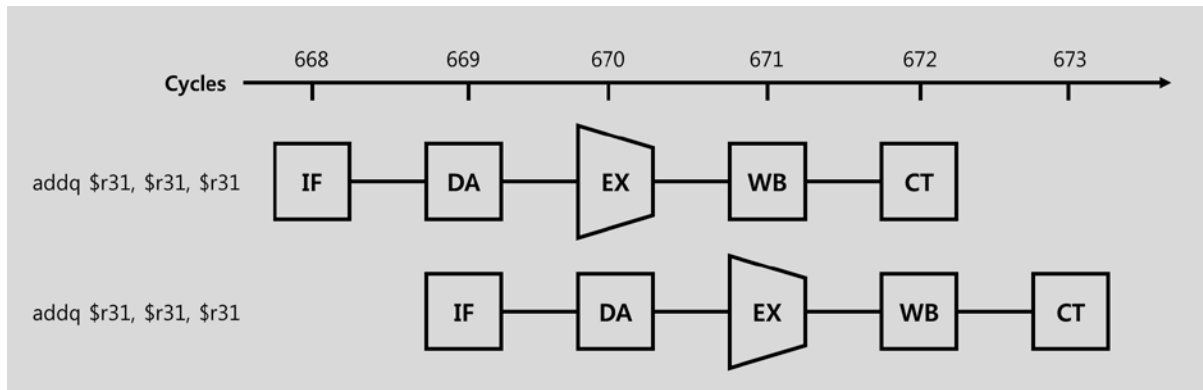 668 669 670 671 672 673
Cycles
addq $r31, $r31, $r31 IF DA EX WB CT
addq $r31, $r31, $r31 IF DA EX WB CT